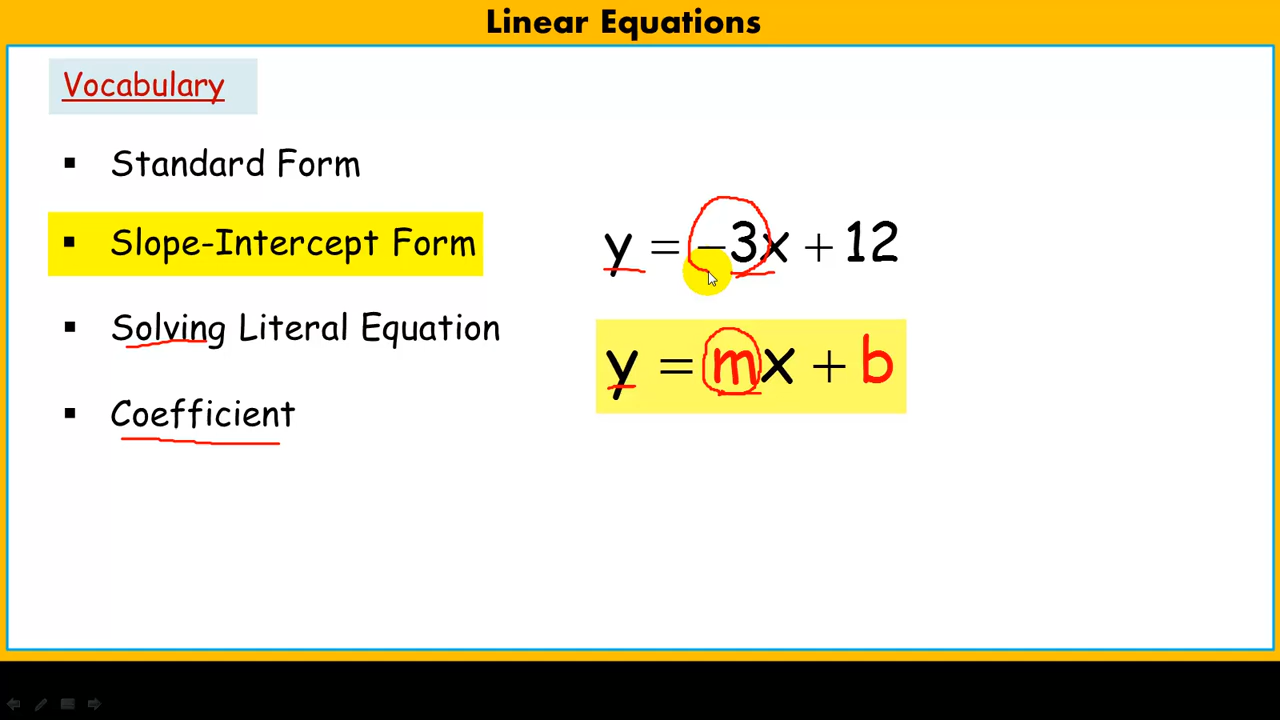 Linear Equations
Vocabulary
▪ Standard Form
▪ Slope-Intercept Form
▪ Solving Literal Equation
▪ Coefficient
y = −3x + 12
y = mx + b